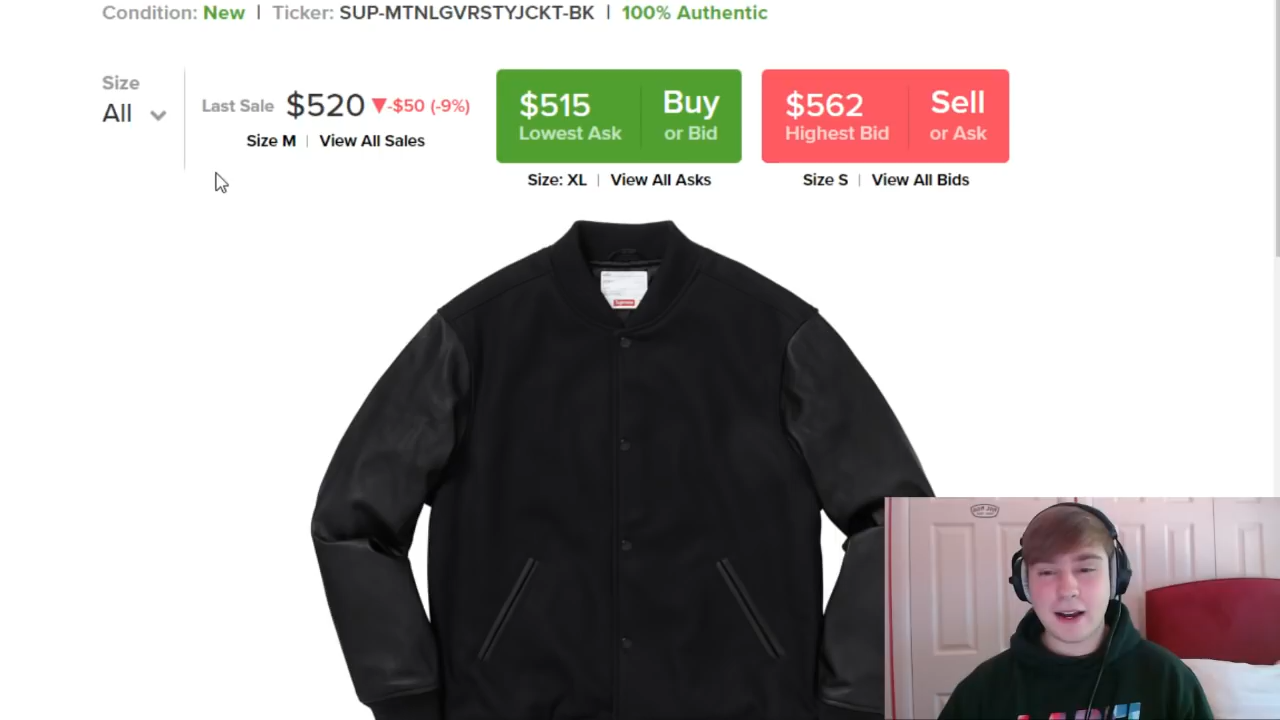 Condition: New | Ticker: SUP-MTNLGVRSTYJCKT-BK | 100% Authentic
Size
All
Last Sale $520 ▼-$50 (-9%)
Size M | View All Sales
$515
Lowest Ask
Buy
or Bid
Size: XL | View All Asks
$562
Highest Bid
Sell
or Ask
Size S | View All Bids
Supreme